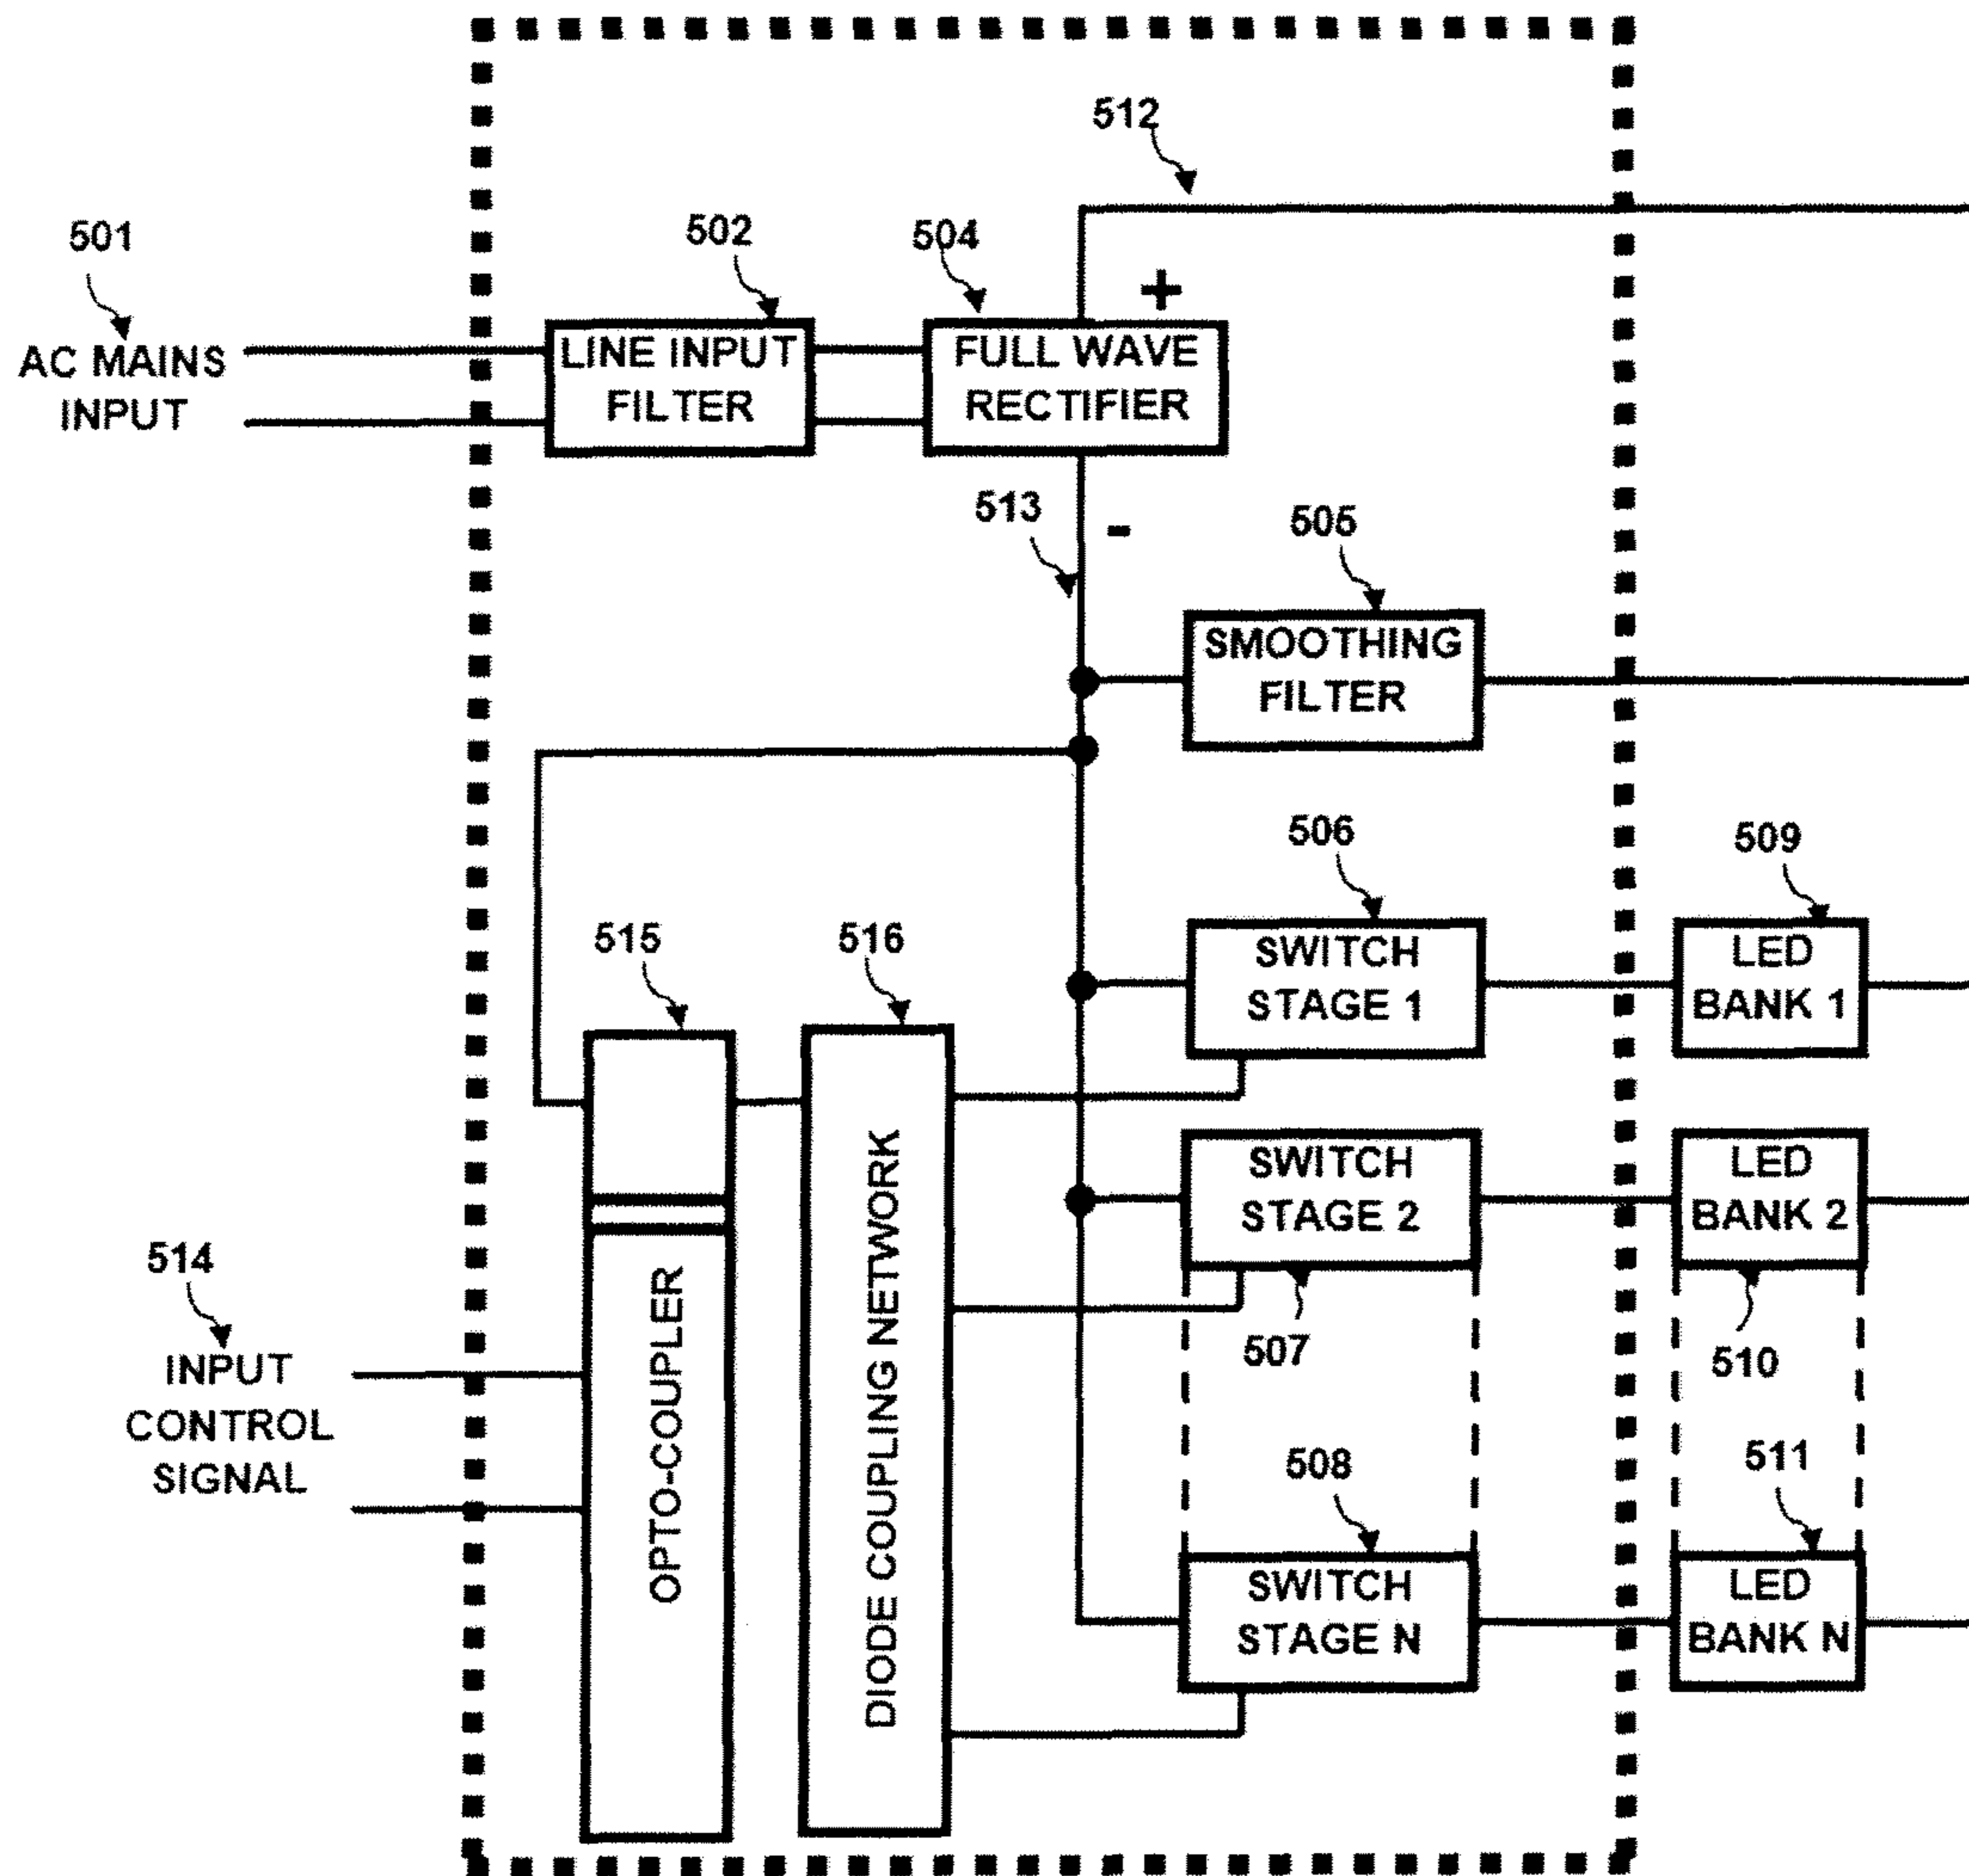 512
501
502
504
AC MAINS
INPUT
LINE INPUT
FILTER
FULL WAVE
RECTIFIER
+
513
-
505
SMOOTHING
FILTER
506
509
SWITCH
STAGE 1
LED
BANK 1
515
516
SWITCH
STAGE 2
LED
BANK 2
507
510
514
INPUT
CONTROL
SIGNAL
OPTO-COUPLER
DIODE COUPLING NETWORK
508
511
SWITCH
STAGE N
LED
BANK N